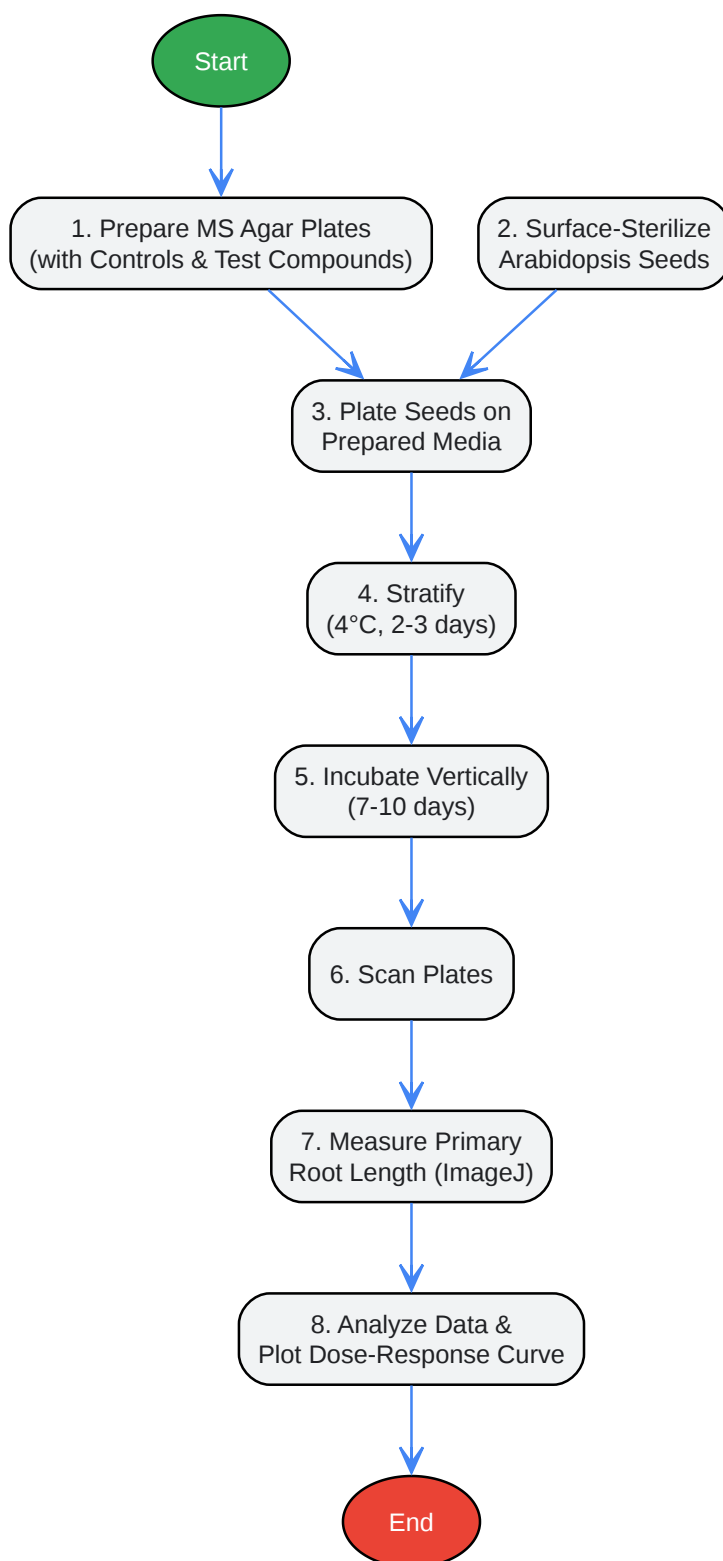 Start
1. Prepare MS Agar Plates
(with Controls & Test Compounds)
2. Surface-Sterilize
Arabidopsis Seeds
3. Plate Seeds on
Prepared Media
4. Stratify
(4°C, 2-3 days)
5. Incubate Vertically
(7-10 days)
6. Scan Plates
7. Measure Primary
Root Length (ImageJ)
8. Analyze Data &
Plot Dose-Response Curve
End